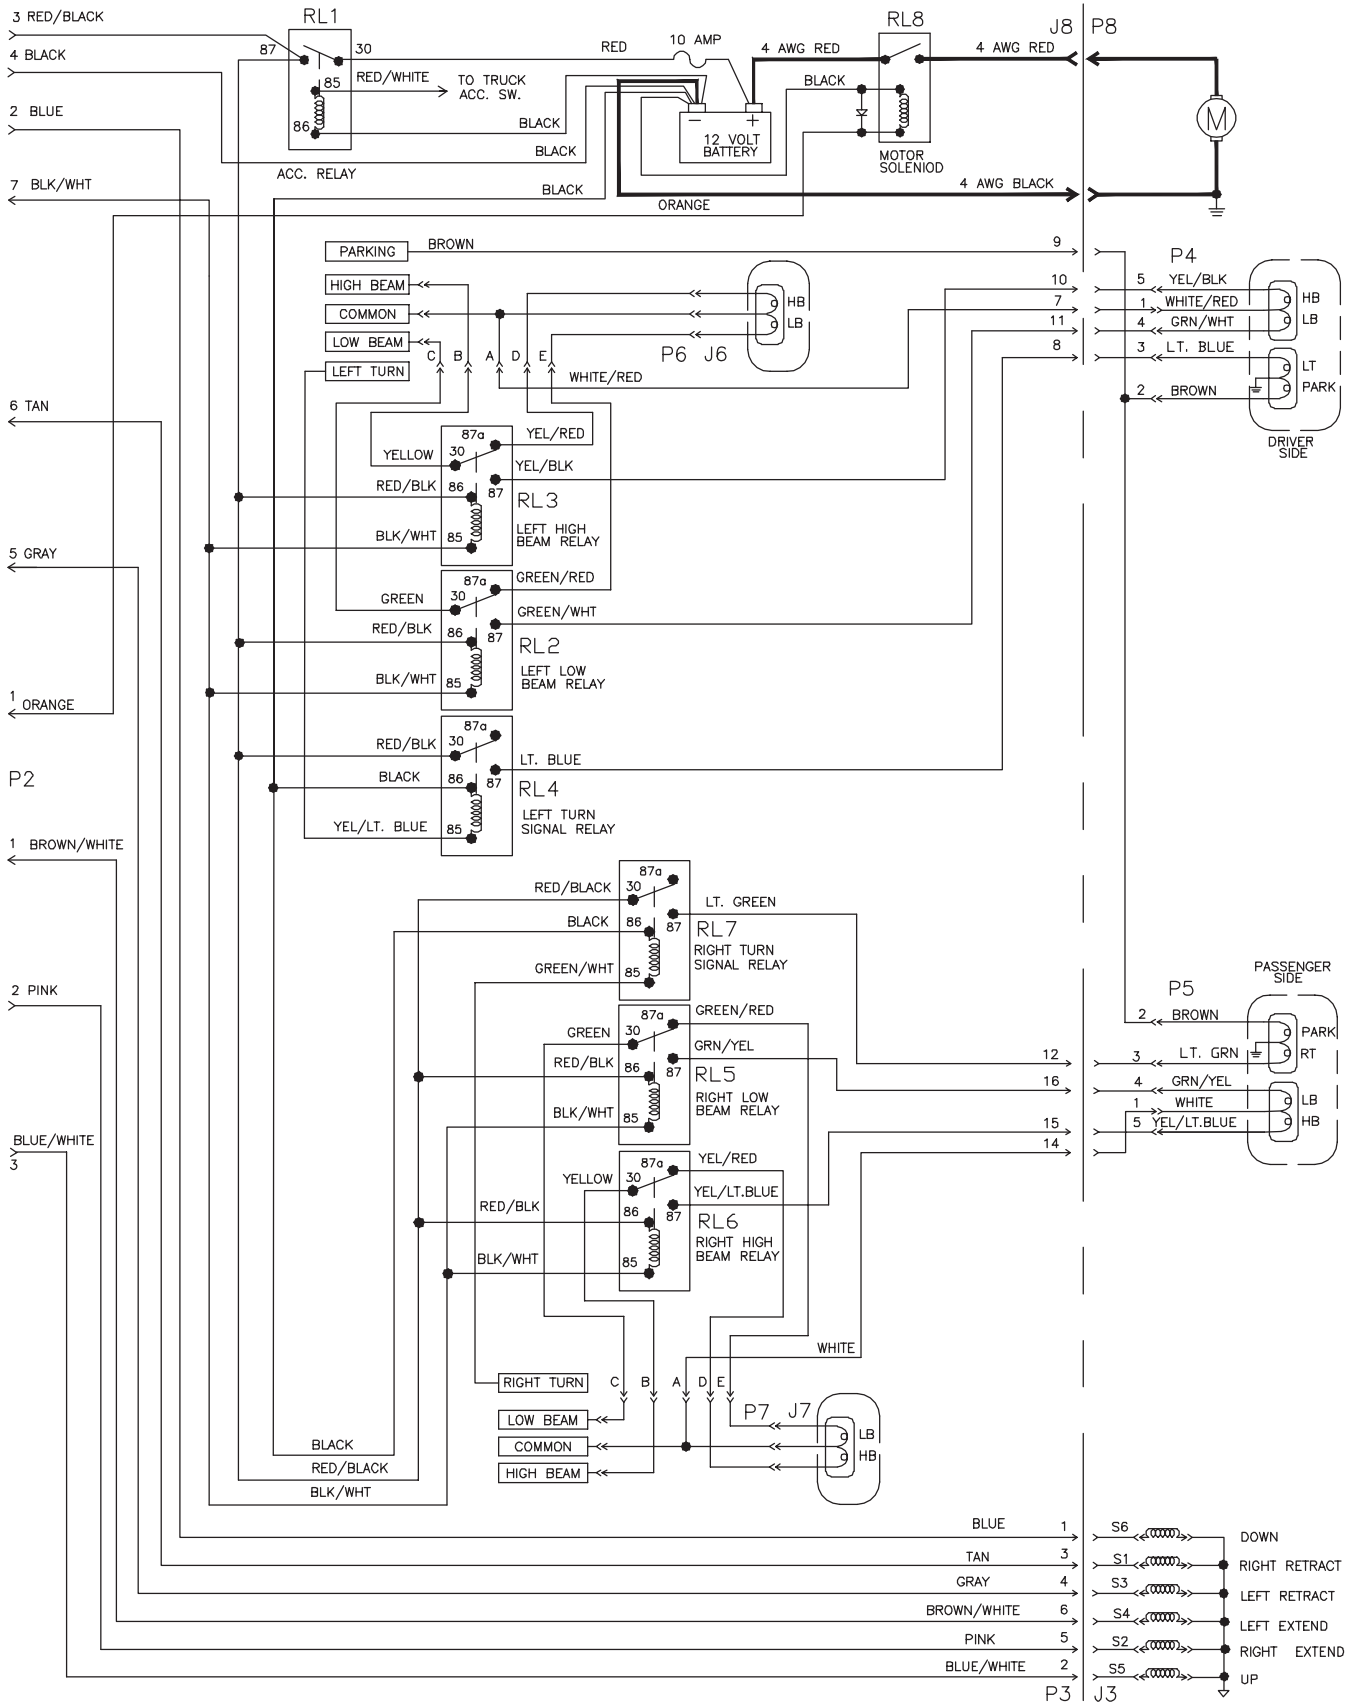 3 RED/BLACK
RL1
87
30
RED
10 AMP
4 AWG RED
RL8
4 AWG RED
J8
P8
4 BLACK
85
RED/WHITE
TO TRUCK
ACC. SW.
BLACK
2 BLUE
86
BLACK
BLACK
ACC. RELAY
−
+
12 VOLT
BATTERY
MOTOR
SOLENIOD
M
7 BLK/WHT
BLACK
ORANGE
4 AWG BLACK
PARKING
BROWN
9
P4
HIGH BEAM
COMMON
LOW BEAM
LEFT TURN
C
B
A
D
E
HB
LB
P6
J6
WHITE/RED
10
7
11
8
5
YEL/BLK
1
WHITE/RED
4
GRN/WHT
3
LT. BLUE
2
BROWN
HB
LB
LT
PARK
DRIVER
SIDE
6 TAN
5 GRAY
1
ORANGE
P2
87a
YEL/RED
YELLOW
30
YEL/BLK
RED/BLK
86
87
RL3
BLK/WHT
85
LEFT HIGH
BEAM RELAY
87a
GREEN/RED
GREEN
30
GREEN/WHT
RED/BLK
86
87
RL2
BLK/WHT
85
LEFT LOW
BEAM RELAY
87a
RED/BLK
30
LT. BLUE
BLACK
86
87
RL4
YEL/LT. BLUE
85
LEFT TURN
SIGNAL RELAY
1 BROWN/WHITE
2 PINK
BLUE/WHITE
3
87a
RED/BLACK
30
LT. GREEN
BLACK
86
87
RL7
GREEN/WHT
85
RIGHT TURN
SIGNAL RELAY
87a
GREEN/RED
GREEN
30
GRN/YEL
RED/BLK
86
87
RL5
BLK/WHT
85
RIGHT LOW
BEAM RELAY
87a
YEL/RED
YELLOW
30
YEL/LT.BLUE
RED/BLK
86
87
RL6
BLK/WHT
85
RIGHT HIGH
BEAM RELAY
12
16
15
14
P5
PASSENGER
SIDE
2
BROWN
3
LT. GRN
4
GRN/YEL
1
WHITE
5
YEL/LT.BLUE
PARK
RT
LB
HB
WHITE
RIGHT TURN
LOW BEAM
COMMON
HIGH BEAM
C
B
A
D
E
P7
J7
LB
HB
BLACK
RED/BLACK
BLK/WHT
BLUE
1
S6
DOWN
TAN
3
S1
RIGHT RETRACT
GRAY
4
S3
LEFT RETRACT
BROWN/WHITE
6
S4
LEFT EXTEND
PINK
5
S2
RIGHT EXTEND
BLUE/WHITE
2
S5
UP
P3
J3